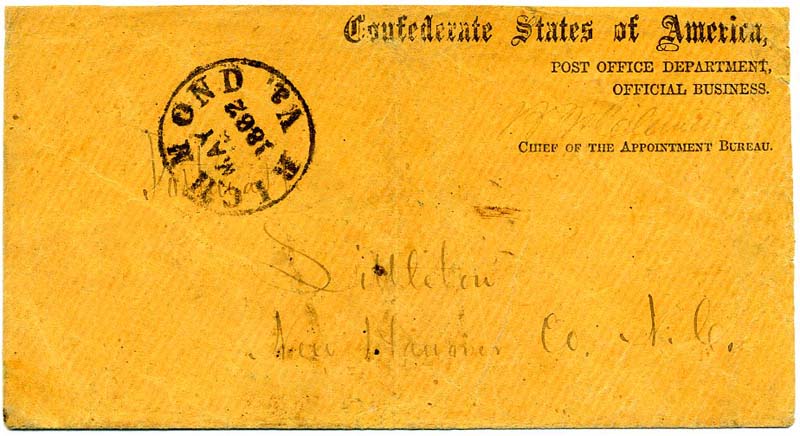 Confederate States of America,
POST OFFICE DEPARTMENT,
OFFICIAL BUSINESS.
CHIEF OF THE APPOINTMENT BUREAU.
RICHMOND VA.
MAY
1862
New Hanover Co. N.C.